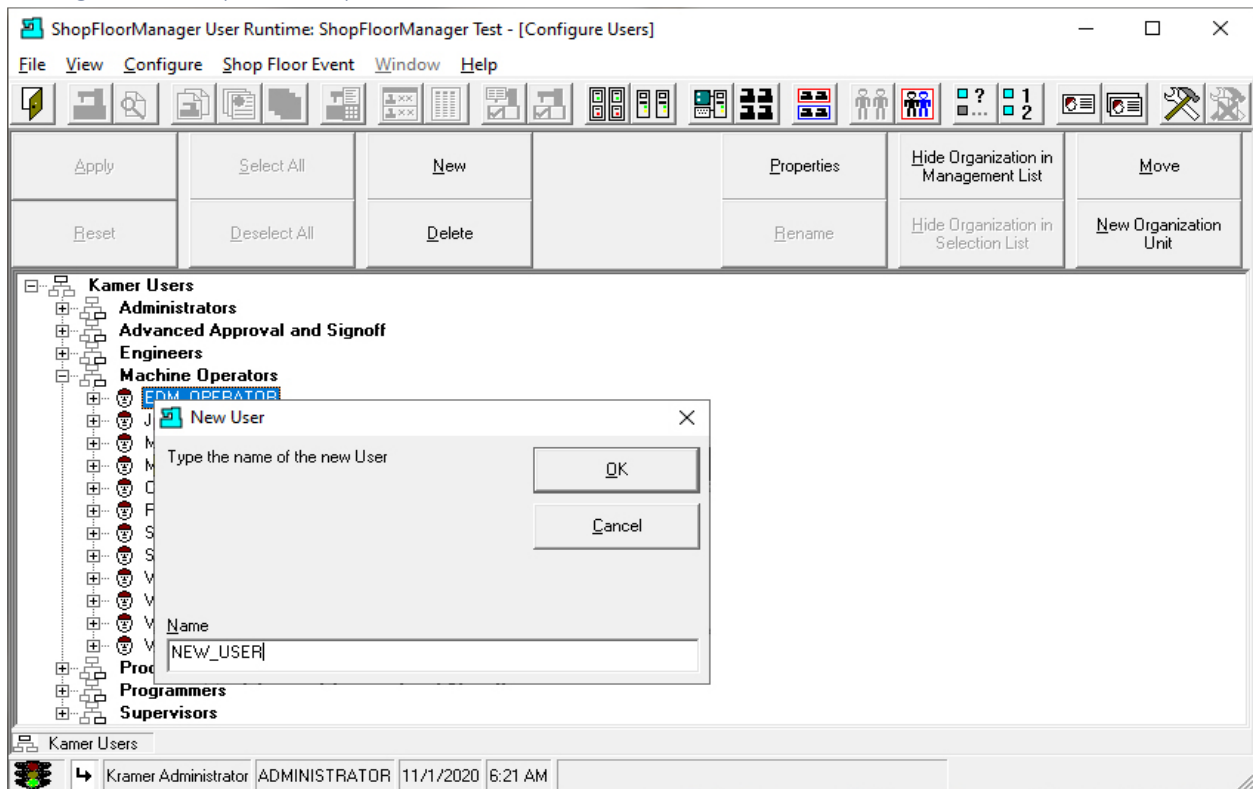 ShopFloorManager User Runtime: ShopFloorManager Test - [Configure Users]
File View Configure Shop Floor Event Window Help
Apply Select All New Properties Hide Organization in Management List Move
Reset Deselect All Delete Rename Hide Organization in Selection List New Organization Unit
Kamer Users
Administrators
Advanced Approval and Signoff
Engineers
Machine Operators
EDM_OPERATOR
New User
Type the name of the new User
OK
Cancel
Name
NEW_USER
Programmers
Supervisors
Kamer Users
Kramer Administrator ADMINISTRATOR 11/1/2020 6:21 AM